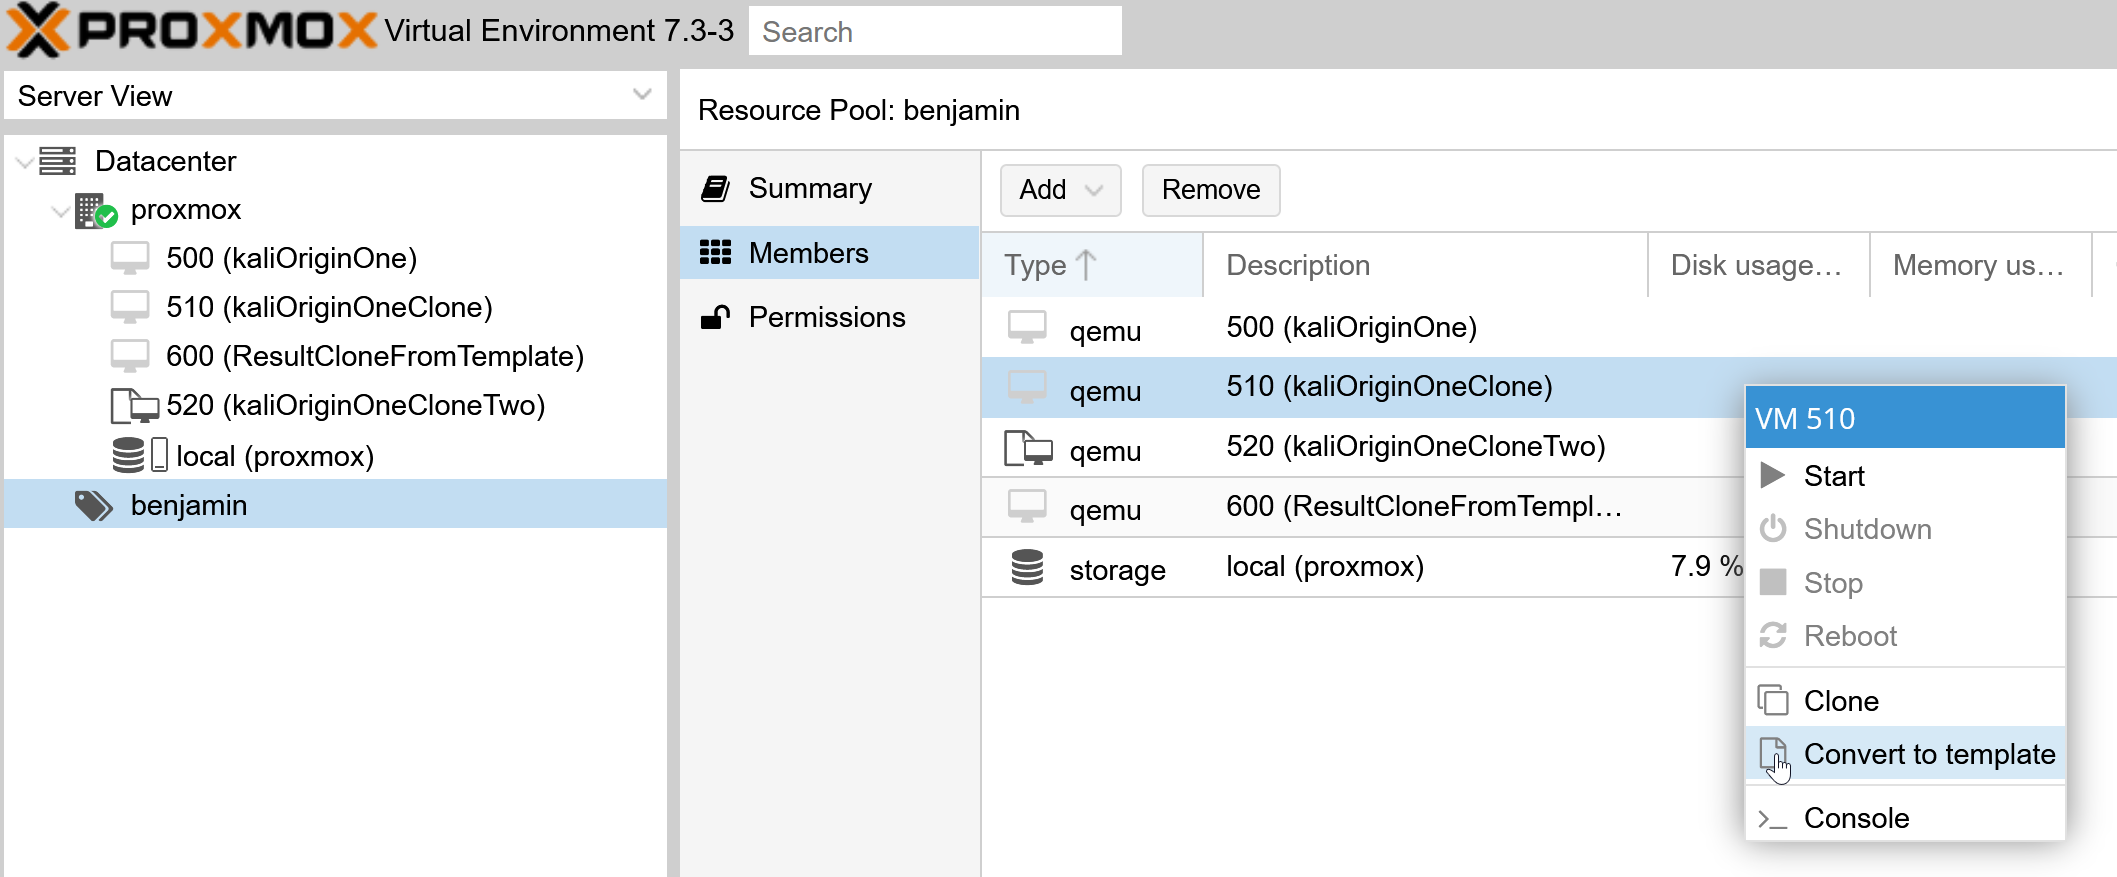 PROXMOX Virtual Environment 7.3-3 Search
Server View
Datacenter
proxmox
500 (kaliOriginOne)
510 (kaliOriginOneClone)
600 (ResultCloneFromTemplate)
520 (kaliOriginOneCloneTwo)
local (proxmox)
benjamin
Resource Pool: benjamin
Summary
Members
Permissions
Add Remove
Type Description Disk usage... Memory us...
qemu 500 (kaliOriginOne)
qemu 510 (kaliOriginOneClone)
qemu 520 (kaliOriginOneCloneTwo)
qemu 600 (ResultCloneFromTempl...
storage local (proxmox) 7.9 %
VM 510
Start
Shutdown
Stop
Reboot
Clone
Convert to template
Console